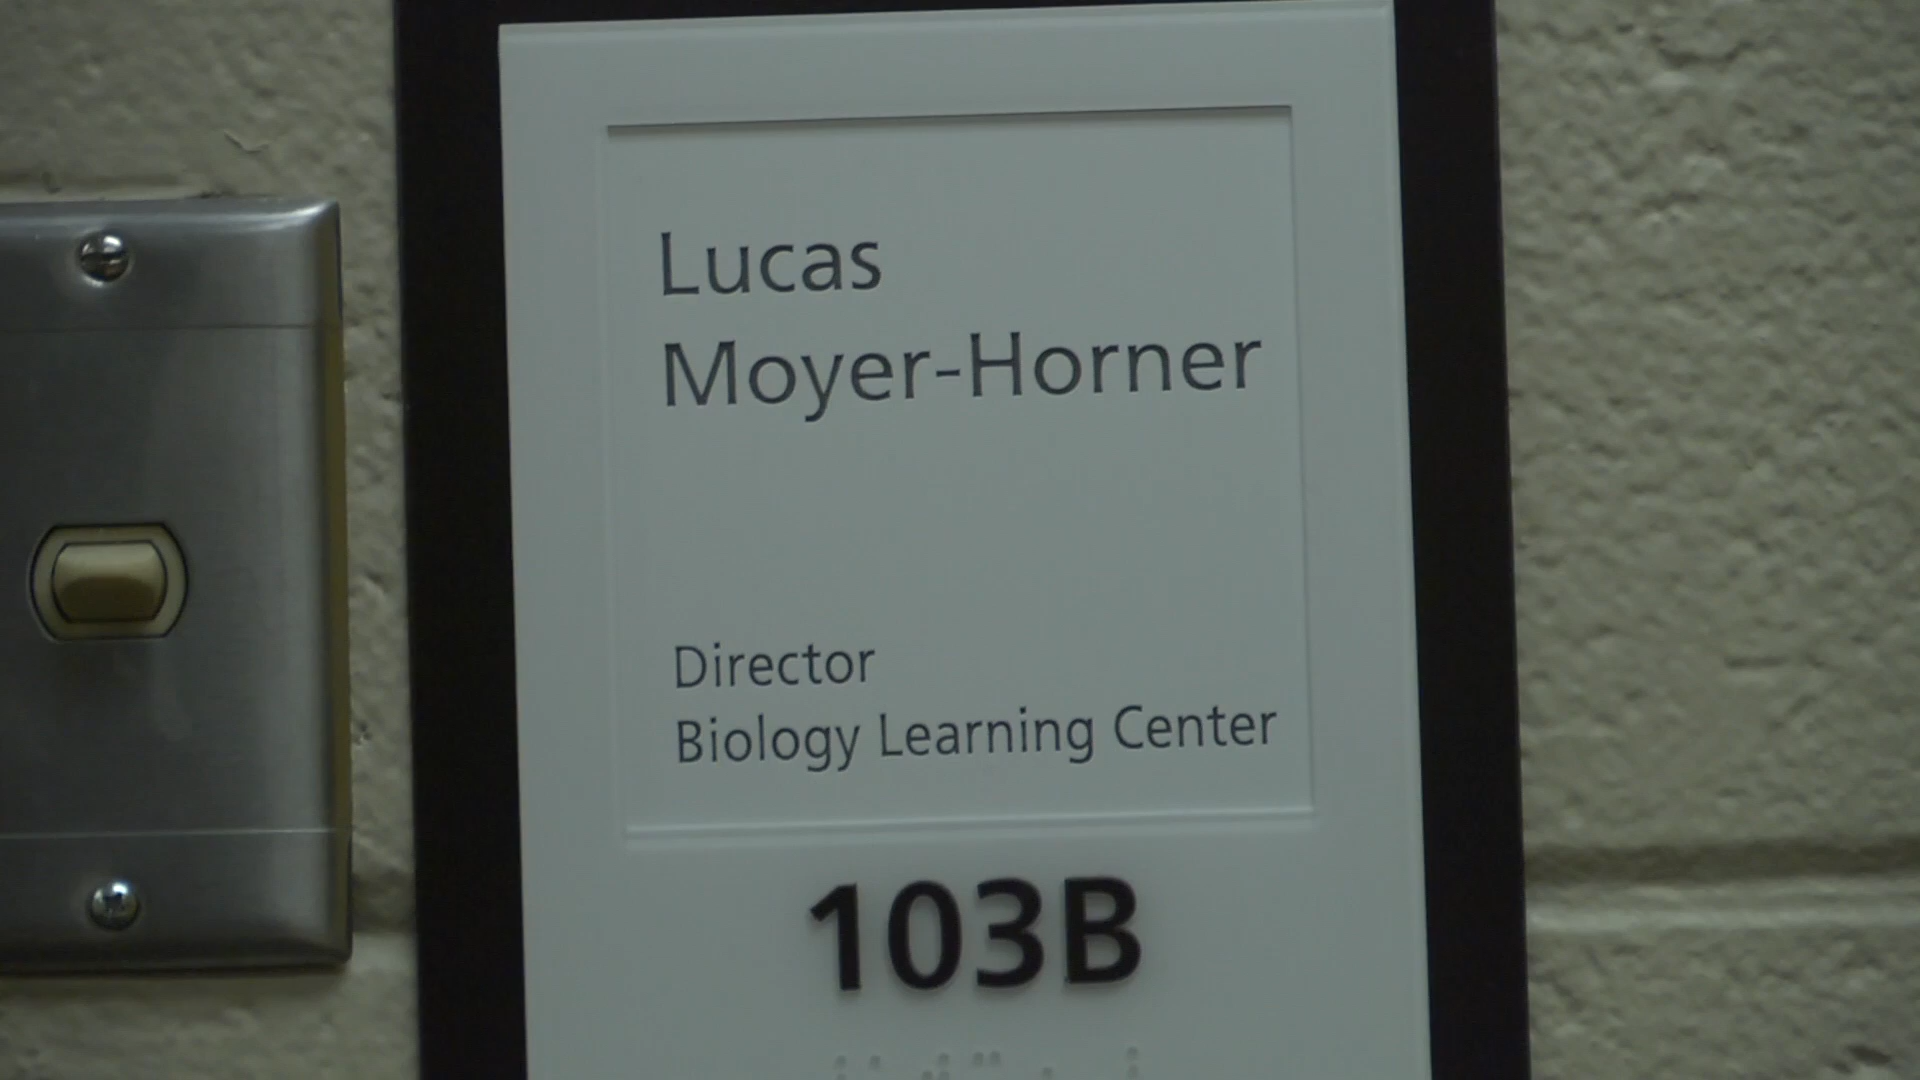 Lucas
Moyer-Horner
Director
Biology Learning Center
103B